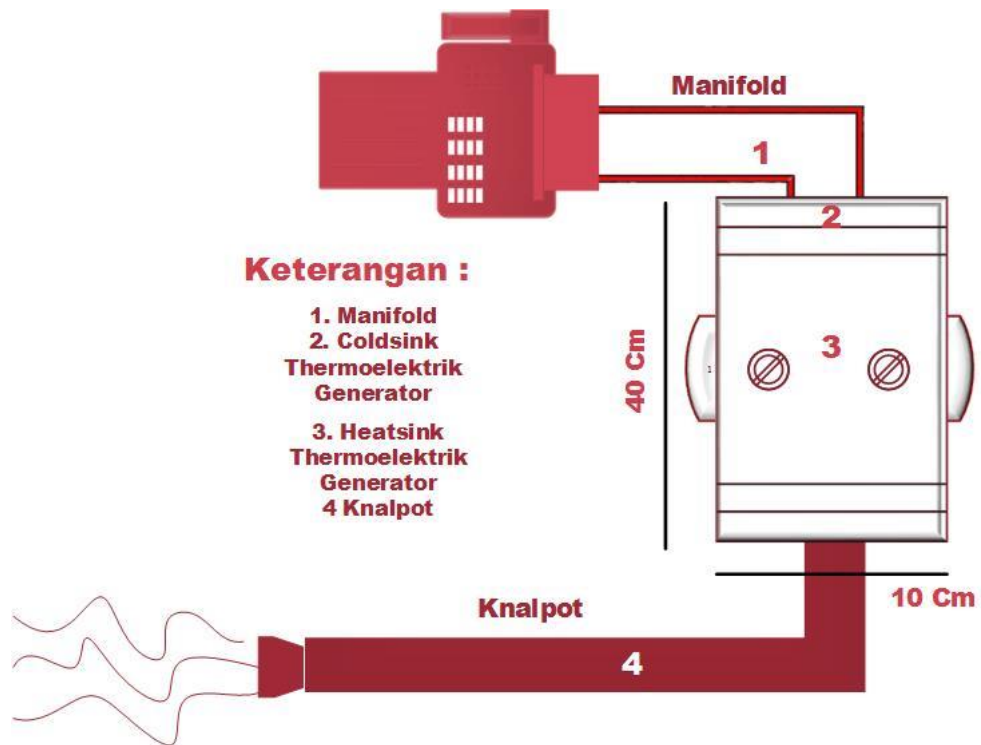 Manifold
1
2
Keterangan :
1. Manifold
2. Coldsink
Thermoelektrik
Generator
3. Heatsink
Thermoelektrik
Generator
4 Knalpot
40 Cm
3
1
10 Cm
Knalpot
4